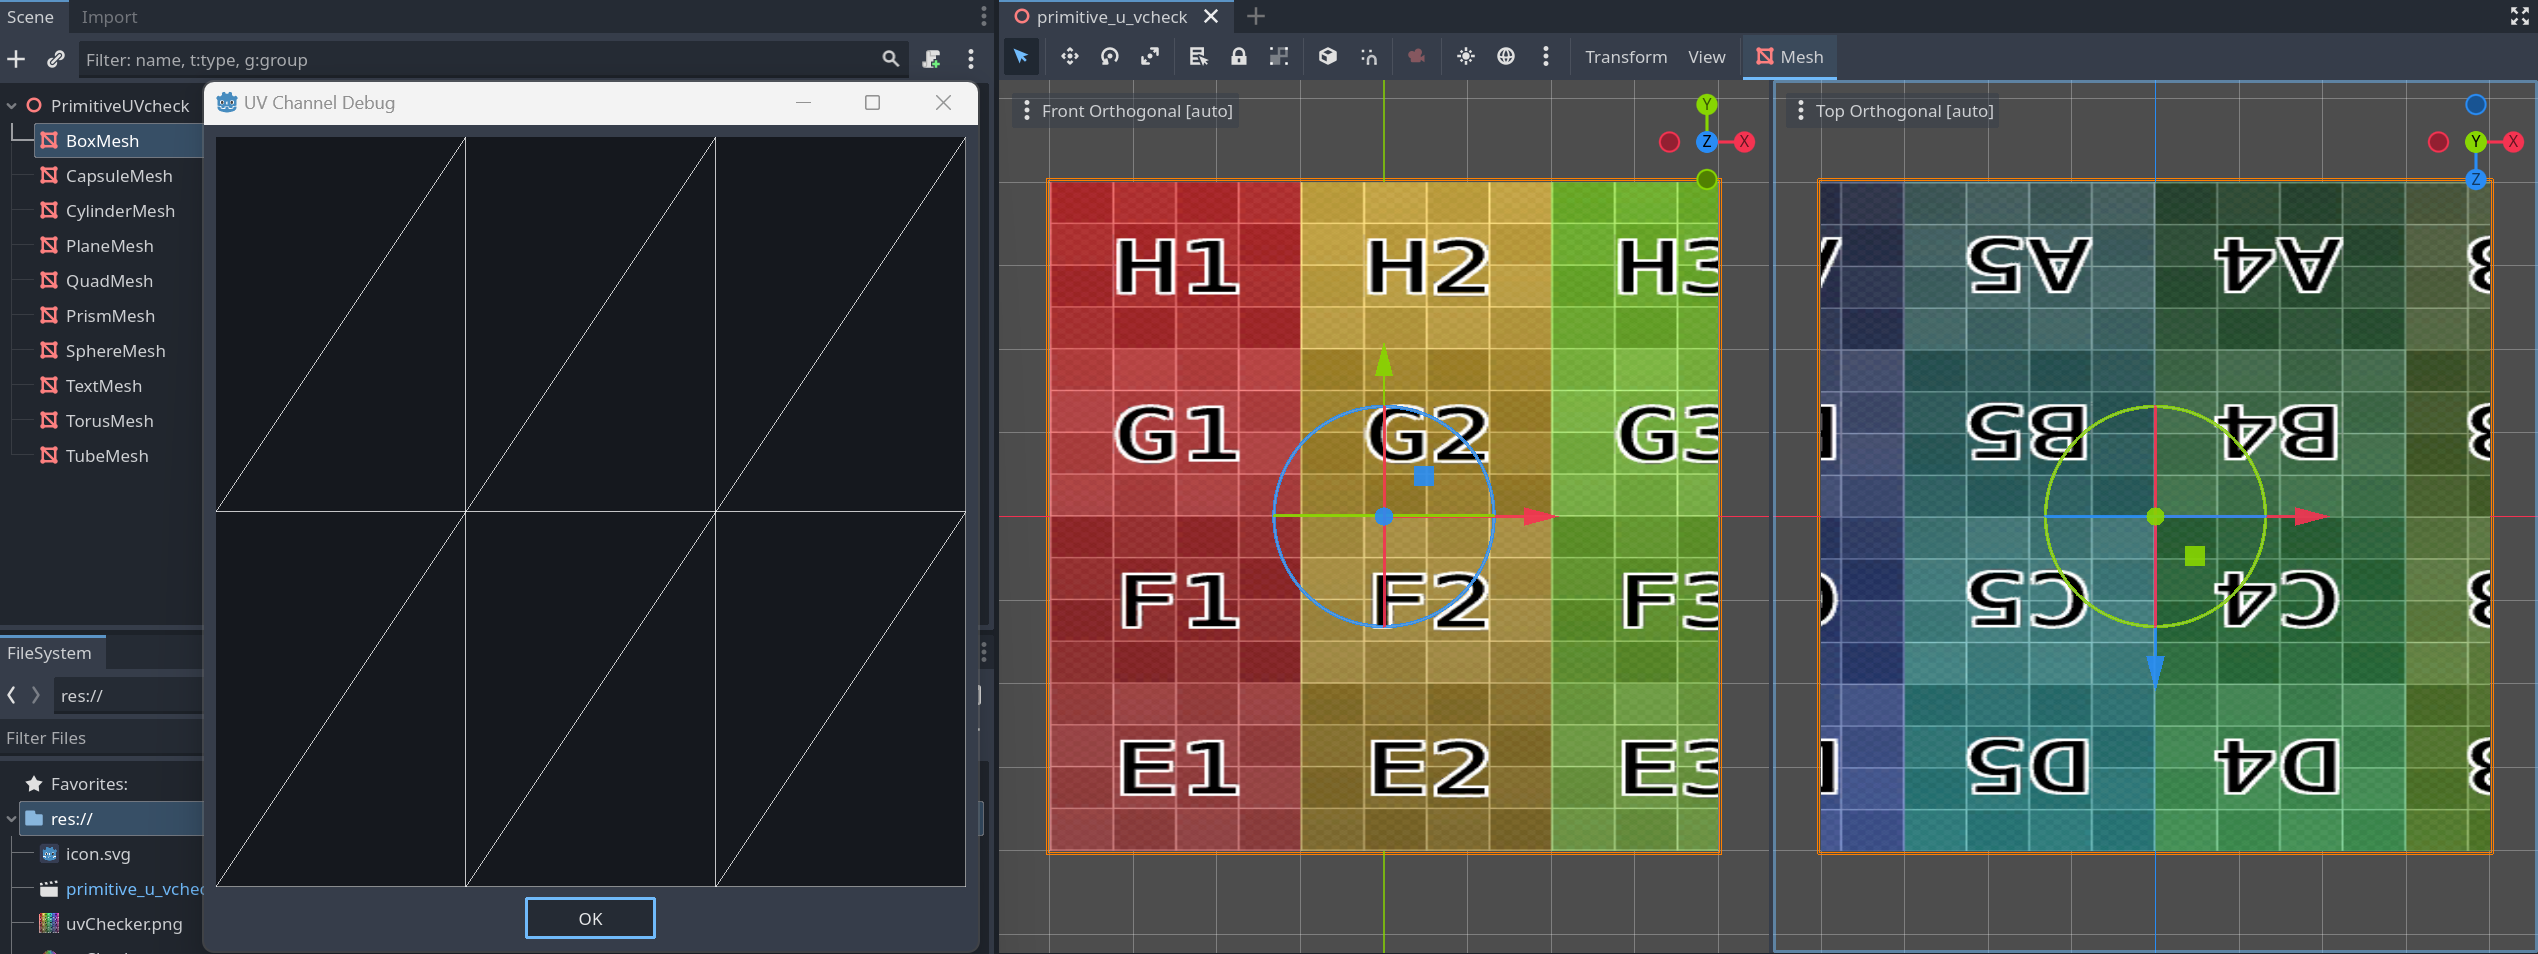 Scene
Import
Filter: name, t:type, g:group
PrimitiveUVcheck
BoxMesh
CapsuleMesh
CylinderMesh
PlaneMesh
QuadMesh
PrismMesh
SphereMesh
TextMesh
TorusMesh
TubeMesh
FileSystem
res://
Filter Files
Favorites:
res://
icon.svg
primitive_u_vchec
uvChecker.png
UV Channel Debug
OK
primitive_u_vcheck
Transform
View
Mesh
Front Orthogonal [auto]
Y
Z
X
H1 H2 H3
G1 G2 G3
F1 F2 F3
E1 E2 E3
Top Orthogonal [auto]
Y
X
Z
A5 A4
B5 B4
C5 C4
D5 D4